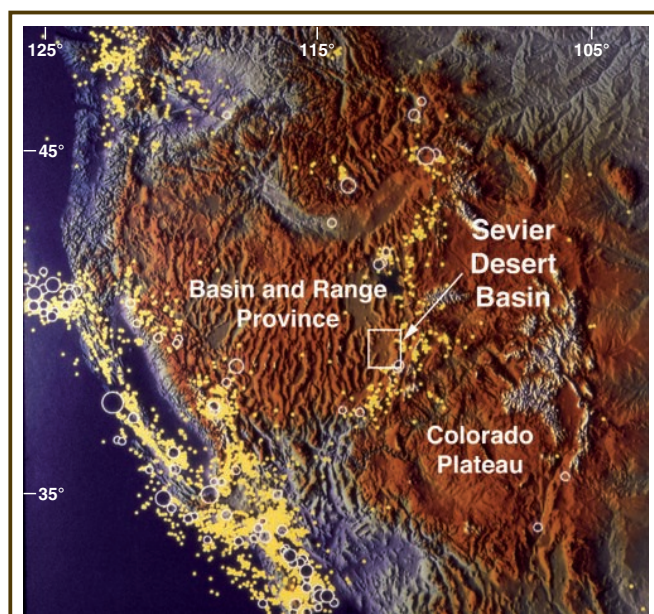 125°
115°
105°
45°
Sevier
Desert
Basin
Basin and Range
Province
Colorado
Plateau
35°